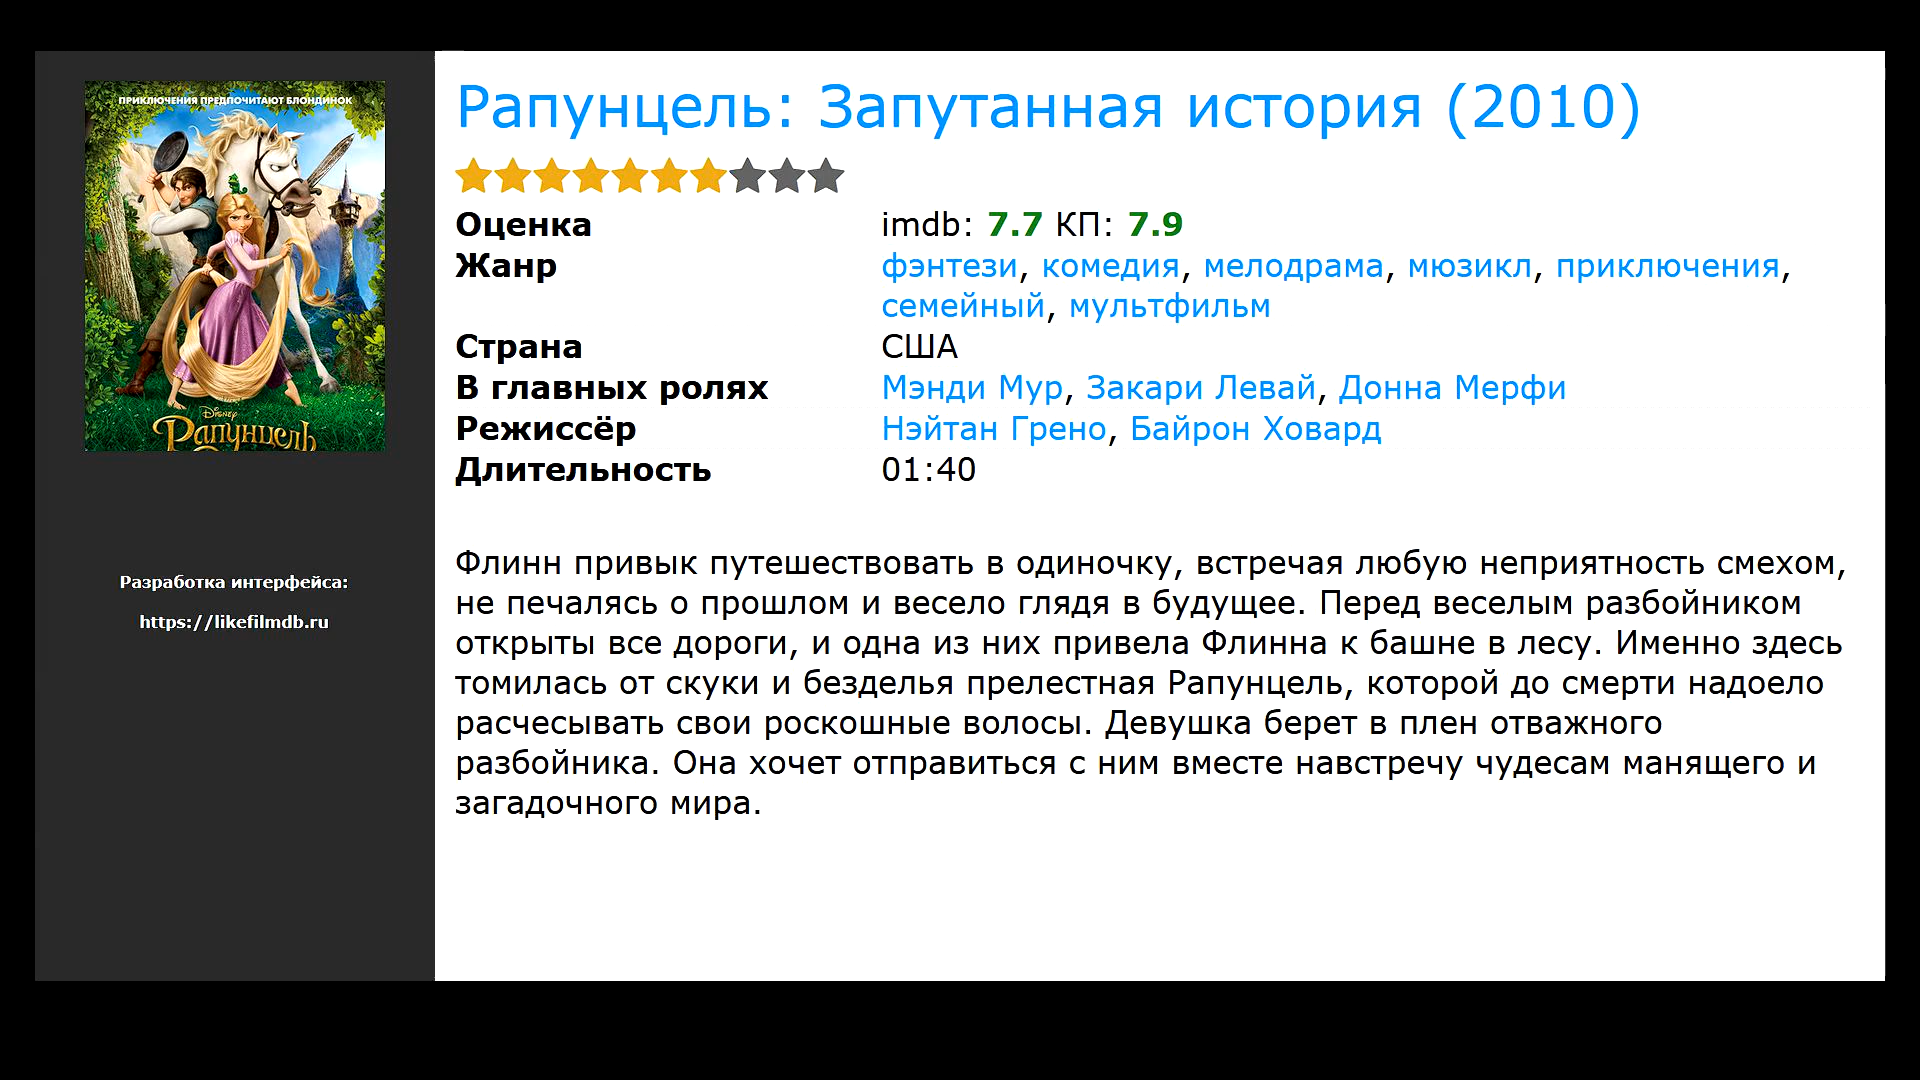 ПРИКЛЮЧЕНИЯ ПРЕДПОЧИТАЮТ БЛОНДИНОК
Disney
Рапунцель
Разработка интерфейса:
https://likefilmdb.ru
Рапунцель: Запутанная история (2010)
Оценка imdb: 7.7 КП: 7.9
Жанр фэнтези, комедия, мелодрама, мюзикл, приключения,
семейный, мультфильм
Страна США
В главных ролях Мэнди Мур, Закари Левай, Донна Мерфи
Режиссёр Нэйтан Грено, Байрон Ховард
Длительность 01:40
Флинн привык путешествовать в одиночку, встречая любую неприятность смехом,
не печалясь о прошлом и весело глядя в будущее. Перед веселым разбойником
открыты все дороги, и одна из них привела Флинна к башне в лесу. Именно здесь
томилась от скуки и безделья прелестная Рапунцель, которой до смерти надоело
расчесывать свои роскошные волосы. Девушка берет в плен отважного
разбойника. Она хочет отправиться с ним вместе навстречу чудесам манящего и
загадочного мира.